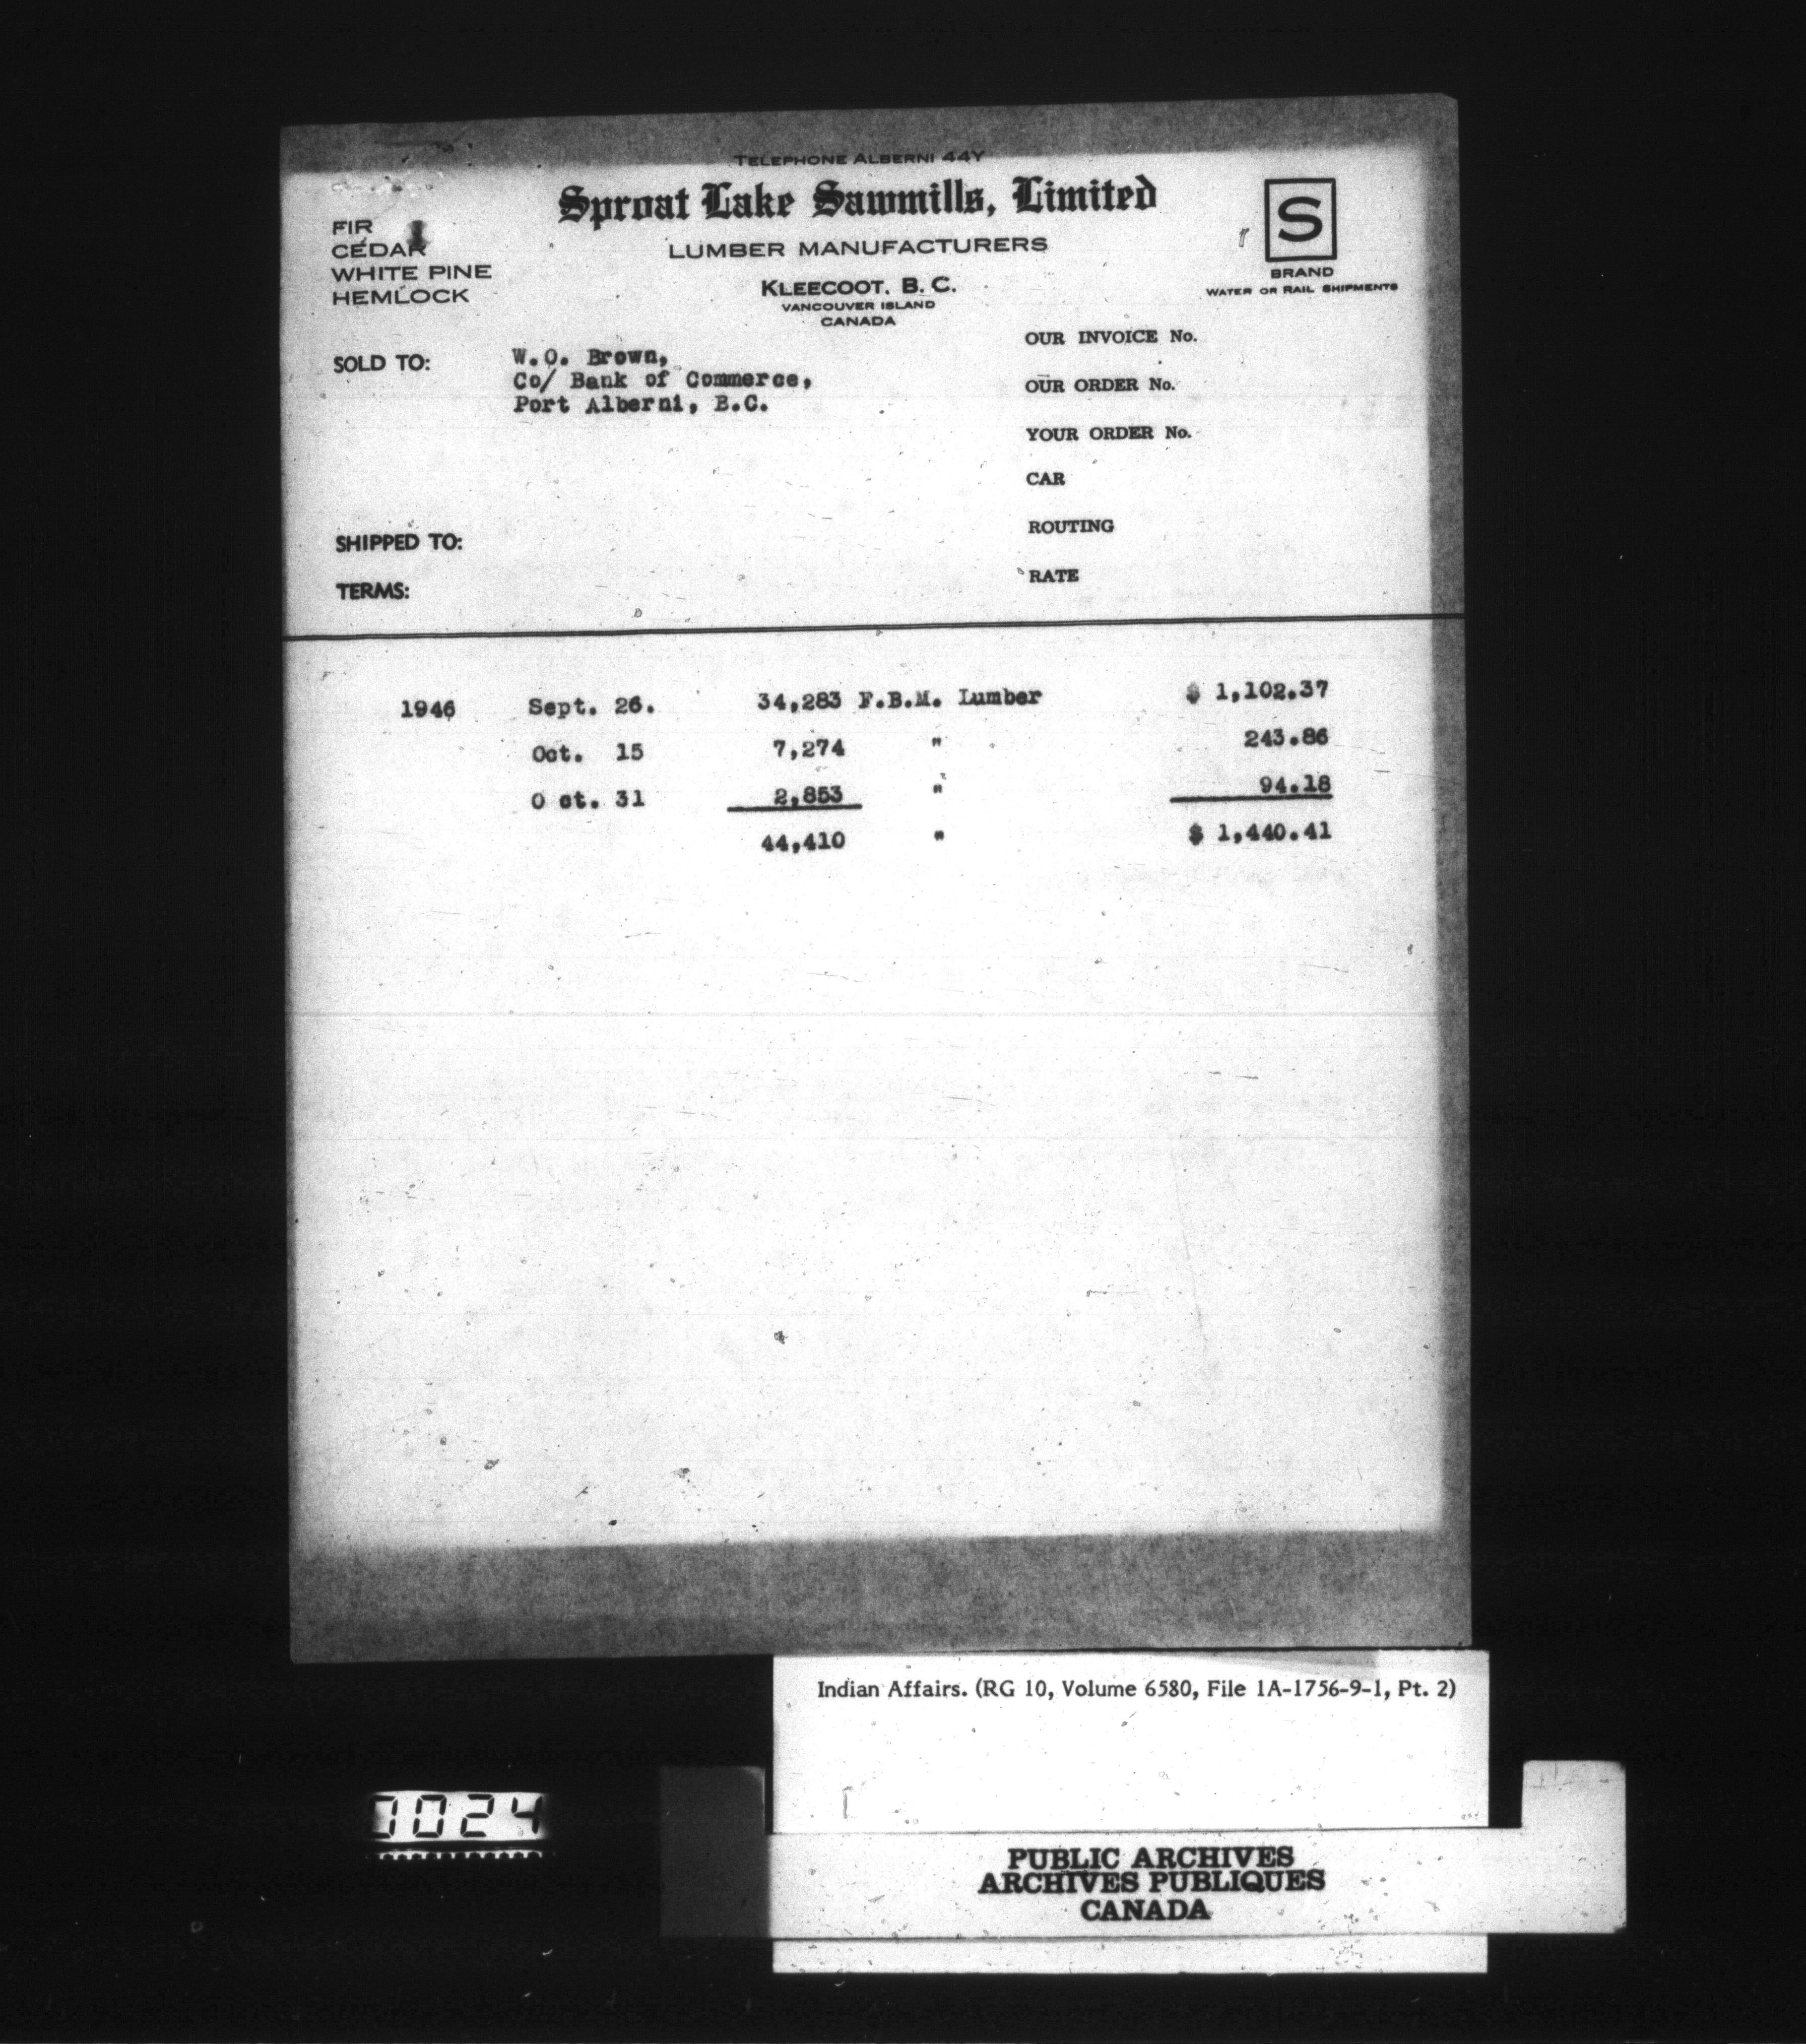 TELEPHONE ALBERNI 44Y
Sproat Lake Sawmills, Limited
LUMBER MANUFACTURERS
KLEECOOT, B. C.
VANCOUVER ISLAND
CANADA
FIR
CEDAR
WHITE PINE
HEMLOCK
S
BRAND
WATER OR RAIL SHIPMENTS
SOLD TO: W.O. Brown,
Co/ Bank of Commerce,
Port Alberni, B.C.
OUR INVOICE No.
OUR ORDER No.
YOUR ORDER No.
CAR
ROUTING
RATE
SHIPPED TO:
TERMS:
1946 Sept. 26. 34,283 F.B.M. Lumber $ 1,102.37
Oct. 15 7,274 " 243.86
O ct. 31 2,853 " 94.18
44,410 " $ 1,440.41
Indian Affairs. (RG 10, Volume 6580, File 1A-1756-9-1, Pt. 2)
0024
PUBLIC ARCHIVES
ARCHIVES PUBLIQUES
CANADA